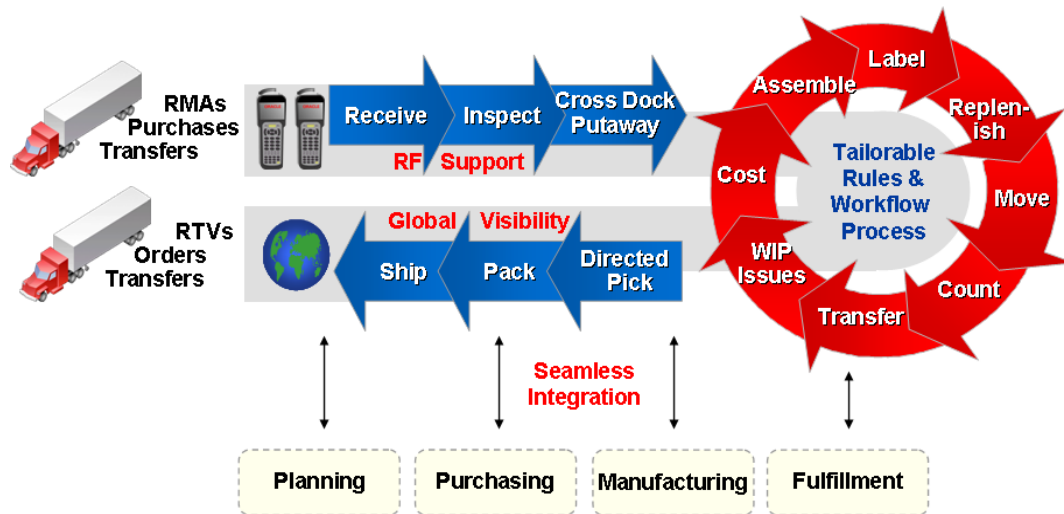 RMAs
Purchases
Transfers
Receive
Inspect
Cross Dock
Putaway
RF Support
RTVs
Orders
Transfers
Global Visibility
Ship
Pack
Directed
Pick
Assemble
Label
Replen-
ish
Move
Count
Transfer
WIP
Issues
Cost
Tailorable
Rules &
Workflow
Process
Seamless
Integration
Planning
Purchasing
Manufacturing
Fulfillment